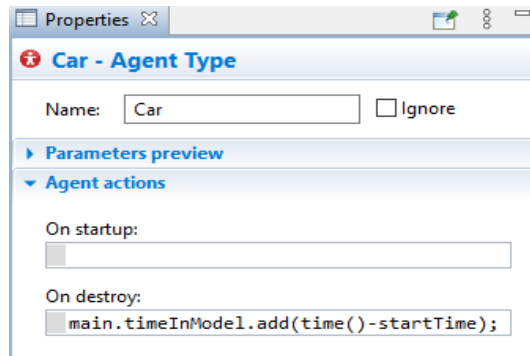 Properties
Car - Agent Type
Name: Car Ignore
Parameters preview
Agent actions
On startup:
On destroy:
main.timeInModel.add(time()-startTime);